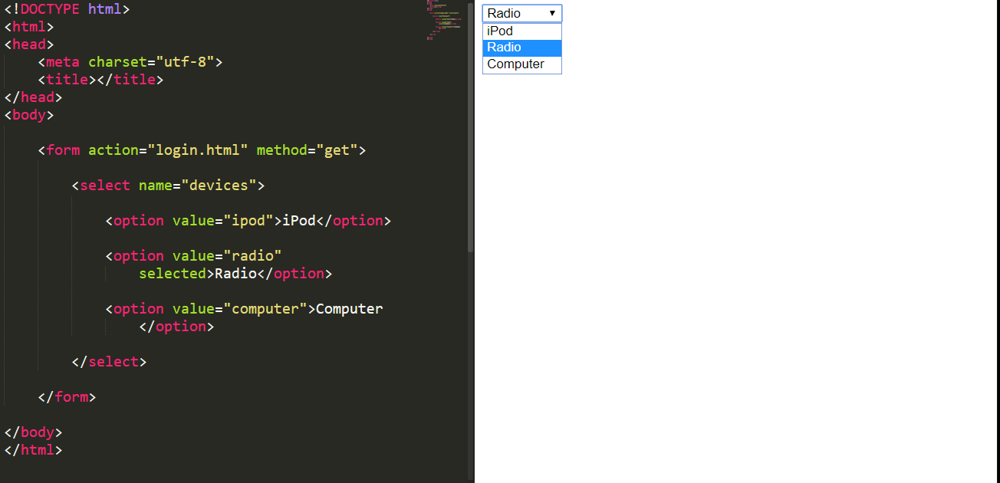 <!DOCTYPE html>
<html>
<head>
<meta charset="utf-8">
<title></title>
</head>
<body>
<form action="login.html" method="get">
<select name="devices">
<option value="ipod">iPod</option>
<option value="radio"
selected>Radio</option>
<option value="computer">Computer
</option>
</select>
</form>
</body>
</html>
Radio
iPod
Radio
Computer